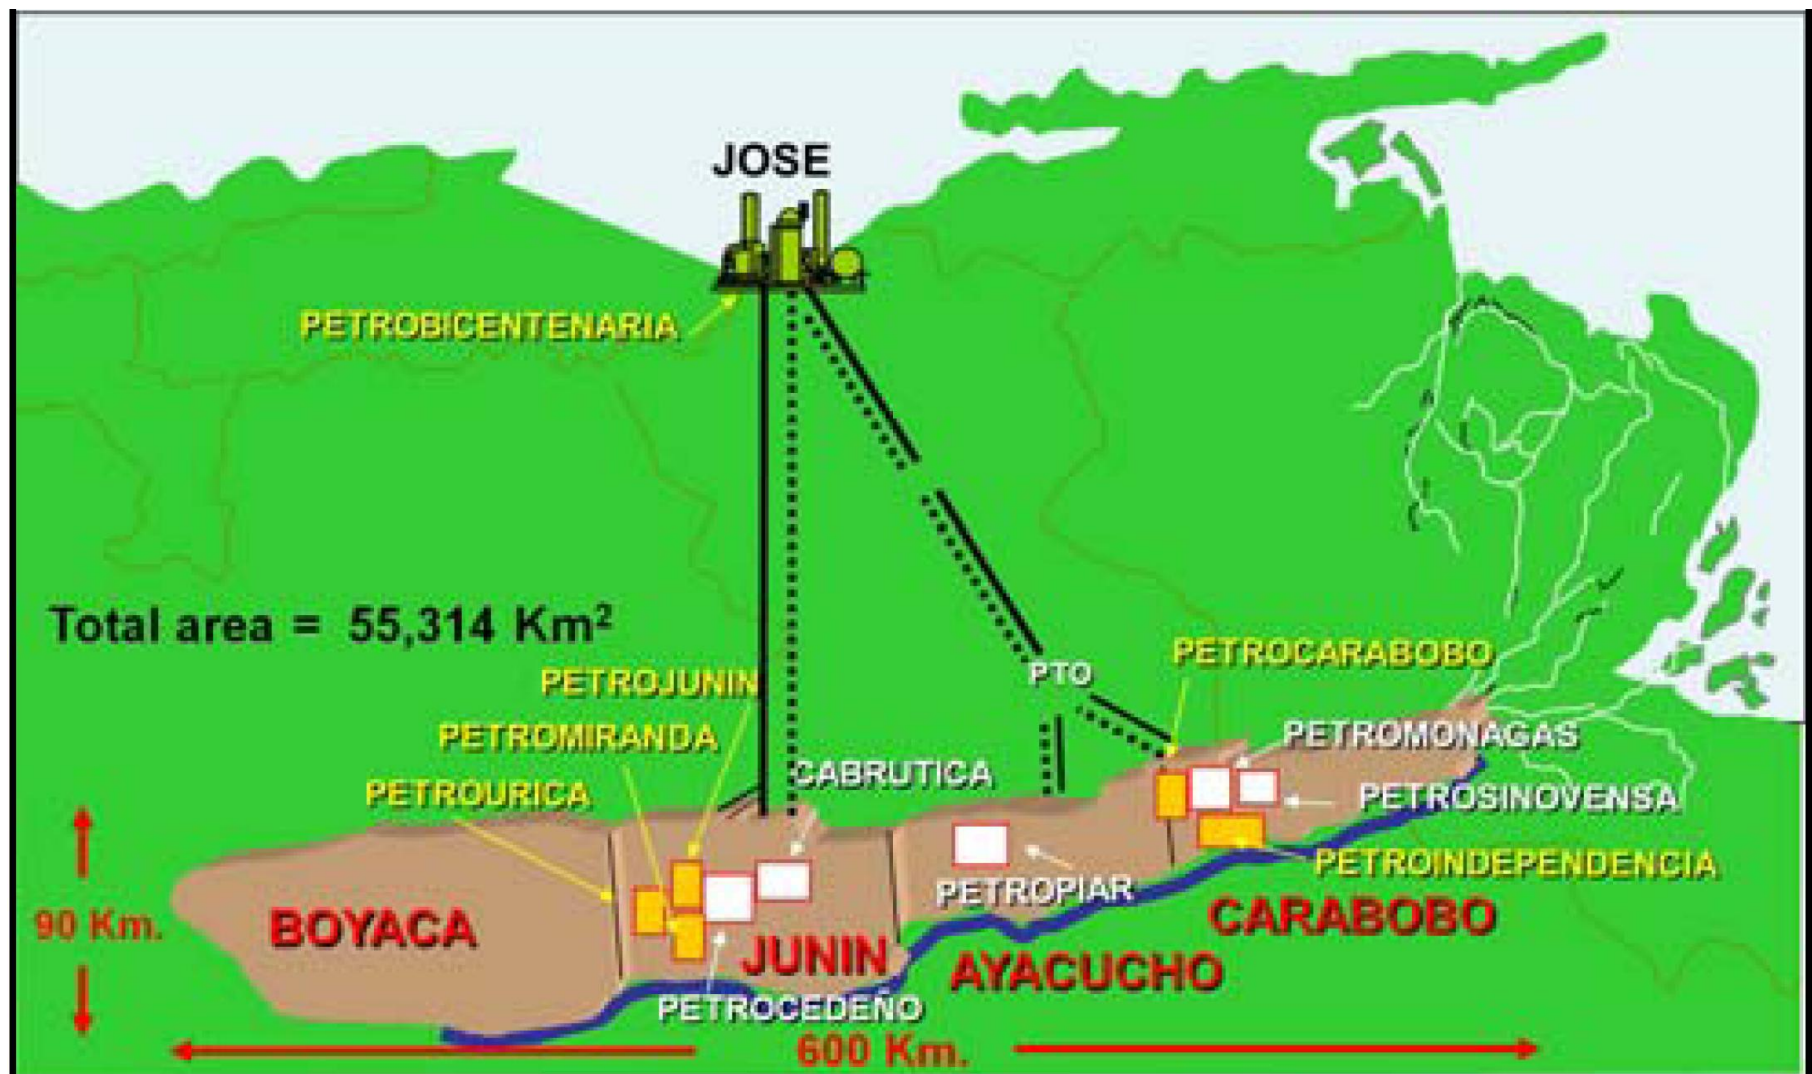 JOSE
PETROBICENTENARIA
Total area = 55,314 Km²
PETROCARABOBO
PTO
PETROJUNIN
PETROMIRANDA
PETROMONAGAS
CABRUTICA
PETROURICA
PETROSINOVENSA
PETROINDEPENDENCIA
PETROPIAR
90 Km.
BOYACA
CARABOBO
JUNIN
AYACUCHO
PETROCEDEÑO
600 Km.